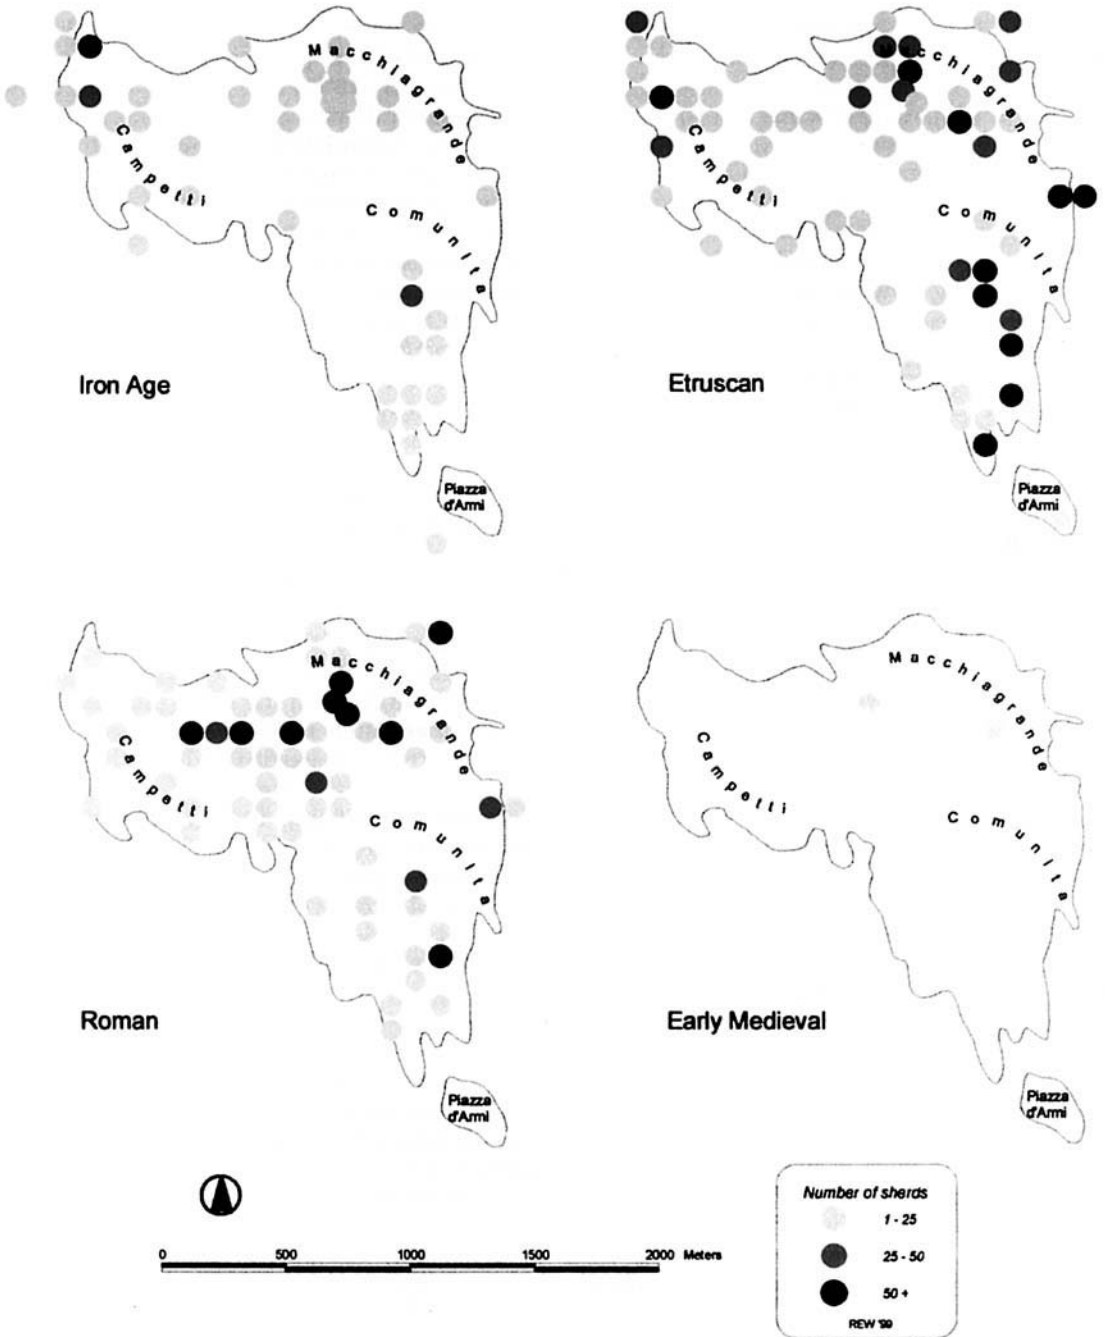 Macchiagrande
Campetti
Comunita
Iron Age
Piazza
d'Armi
Macchiagrande
Campetti
Comunita
Etruscan
Piazza
d'Armi
Macchiagrande
Campetti
Comunita
Roman
Piazza
d'Armi
Macchiagrande
Campetti
Comunita
Early Medieval
Piazza
d'Armi
0 500 1000 1500 2000 Meters
Number of sherds
1 - 25
25 - 50
50 +
REW '99